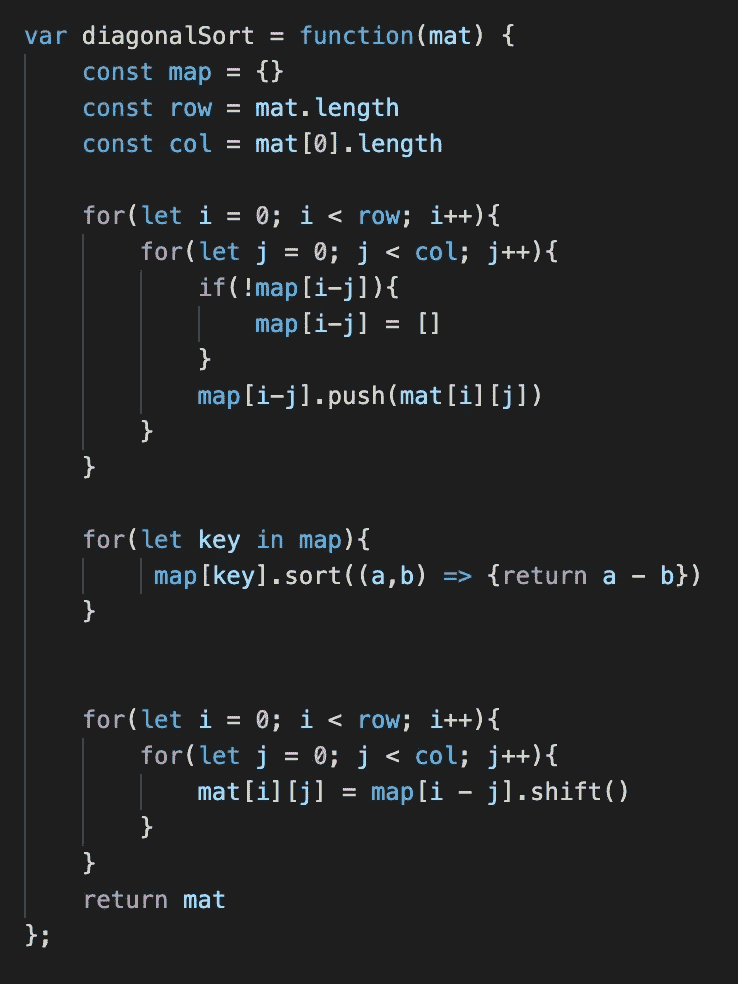 var diagonalSort = function(mat) {
    const map = {}
    const row = mat.length
    const col = mat[0].length

    for(let i = 0; i < row; i++){
        for(let j = 0; j < col; j++){
            if(!map[i-j]){
                map[i-j] = []
            }
            map[i-j].push(mat[i][j])
        }
    }

    for(let key in map){
         map[key].sort((a,b) => {return a - b})
    }


    for(let i = 0; i < row; i++){
        for(let j = 0; j < col; j++){
            mat[i][j] = map[i - j].shift()
        }
    }
    return mat
};